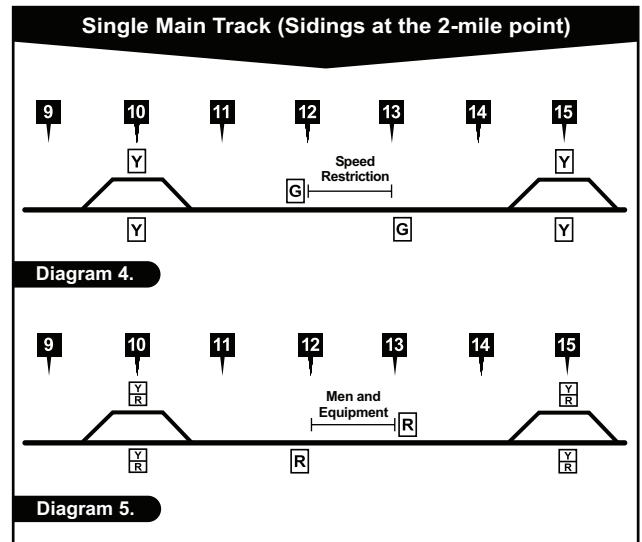 Single Main Track (Sidings at the 2-mile point)
9 10 11 12 13 14 15
Y Speed Restriction Y
G
Y G Y
Diagram 4.
9 10 11 12 13 14 15
Y R Men and Equipment Y R
R
Y R R Y R
Diagram 5.